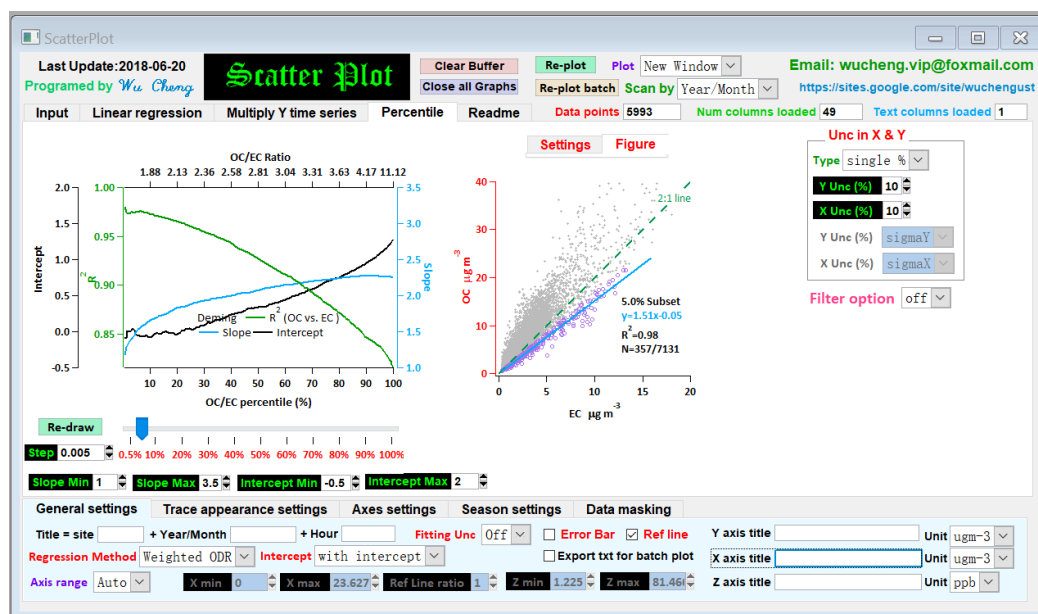 ScatterPlot
Last Update:2018-06-20
Programed by Wu Cheng
Scatter Plot
Clear Buffer
Close all Graphs
Re-plot Plot New Window
Re-plot batch Scan by Year/Month
Email: wucheng.vip@foxmail.com
https://sites.google.com/site/wuchengust
Input Linear regression Multiply Y time series Percentile Readme Data points 5993 Num columns loaded 49 Text columns loaded 1
OC/EC Ratio
1.88 2.13 2.36 2.58 2.81 3.04 3.31 3.63 4.17 11.12
2.0 1.5 1.0 0.5 0.0 -0.5
Intercept
1.00 0.95 0.90 0.85
R2
3.5 3.0 2.5 2.0 1.5 1.0
Slope
Deming R2 (OC vs. EC )
Slope Intercept
10 20 30 40 50 60 70 80 90 100
OC/EC percentile (%)
Settings Figure
40 30 20 10 0
OC µg m-3
2:1 line
5.0% Subset
y=1.51x-0.05
R2=0.98
N=357/7131
0 5 10 15 20
EC µg m-3
Unc in X & Y
Type single %
Y Unc (%) 10
X Unc (%) 10
Y Unc (%) sigmaY
X Unc (%) sigmaX
Filter option off
Re-draw
Step 0.005
0.5% 10% 20% 30% 40% 50% 60% 70% 80% 90% 100%
Slope Min 1 Slope Max 3.5 Intercept Min -0.5 Intercept Max 2
General settings Trace appearance settings Axes settings Season settings Data masking
Title = site + Year/Month + Hour Fitting Unc Off Error Bar Ref line Y axis title Unit ugm-3
Regression Method Weighted ODR Intercept with intercept Export txt for batch plot X axis title Unit ugm-3
Axis range Auto X min 0 X max 23.627 Ref Line ratio 1 Z min 1.225 Z max Z axis title Unit ppb